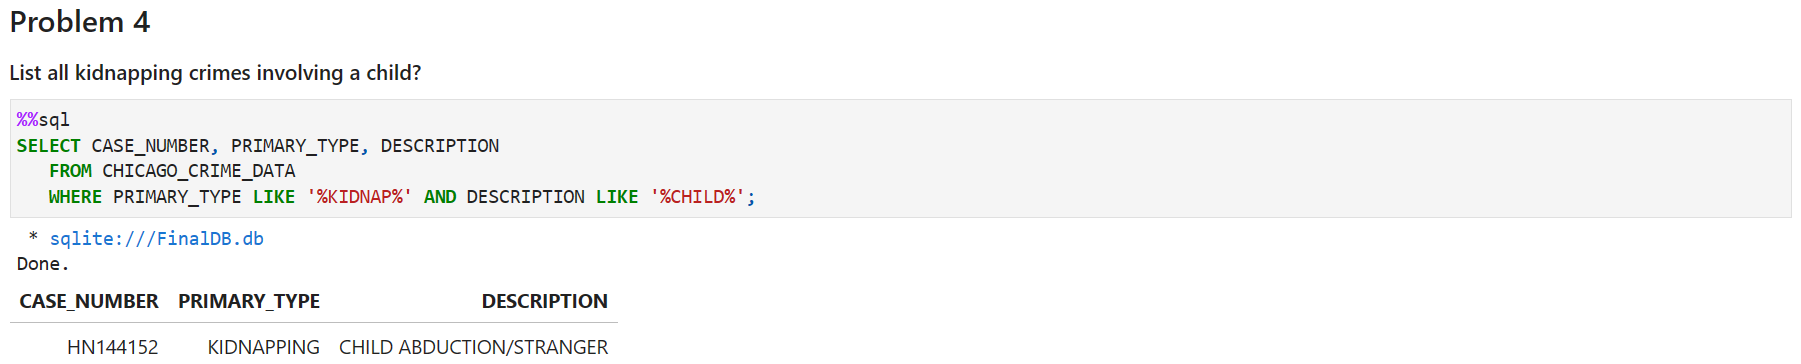 Problem 4
List all kidnapping crimes involving a child?
%%sql
SELECT CASE_NUMBER, PRIMARY_TYPE, DESCRIPTION
FROM CHICAGO_CRIME_DATA
WHERE PRIMARY_TYPE LIKE '%KIDNAP%' AND DESCRIPTION LIKE '%CHILD%';
* sqlite:///FinalDB.db
Done.
CASE_NUMBER PRIMARY_TYPE DESCRIPTION
HN144152 KIDNAPPING CHILD ABDUCTION/STRANGER